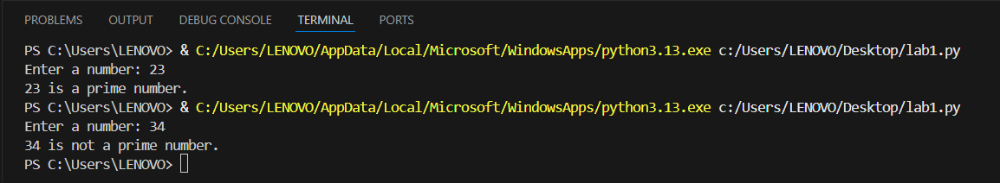 PROBLEMS OUTPUT DEBUG CONSOLE TERMINAL PORTS
PS C:\Users\LENOVO> & C:/Users/LENOVO/AppData/Local/Microsoft/WindowsApps/python3.13.exe c:/Users/LENOVO/Desktop/lab1.py
Enter a number: 23
23 is a prime number.
PS C:\Users\LENOVO> & C:/Users/LENOVO/AppData/Local/Microsoft/WindowsApps/python3.13.exe c:/Users/LENOVO/Desktop/lab1.py
Enter a number: 34
34 is not a prime number.
PS C:\Users\LENOVO>